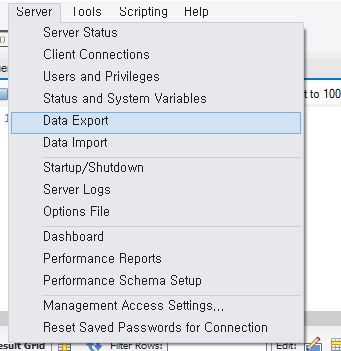 Server Tools Scripting Help
Server Status
Client Connections
Users and Privileges
Status and System Variables
Data Export
t to 100
Data Import
1
Startup/Shutdown
Server Logs
Options File
Dashboard
Performance Reports
Performance Schema Setup
Management Access Settings...
Reset Saved Passwords for Connection
esult Grid Filter Rows: Edit: